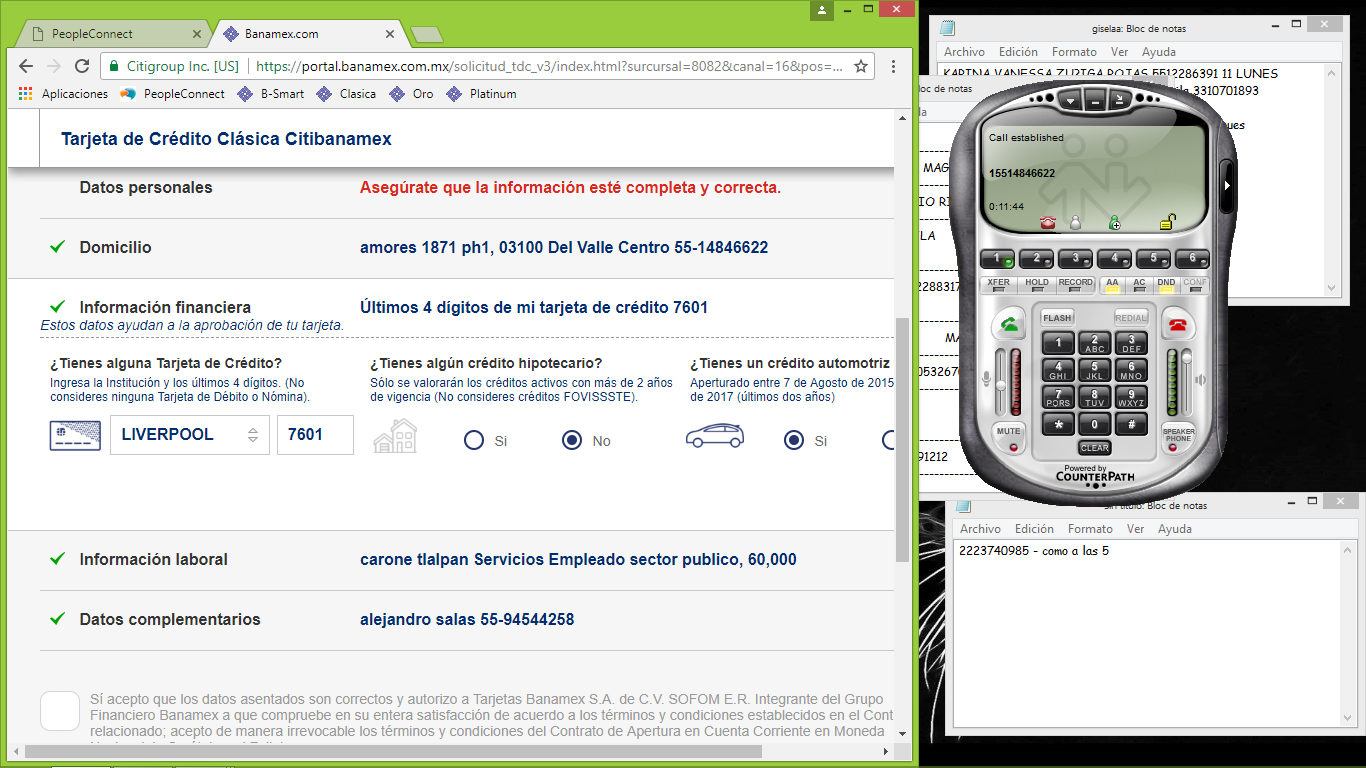 PeopleConnect
Banamex.com
Citigroup Inc. [US]
https://portal.banamex.com.mx/solicitud_tdc_v3/index.html?surcursal=8082&canal=16&pos=...
Aplicaciones
PeopleConnect
B-Smart
Clasica
Oro
Platinum
Tarjeta de Crédito Clásica Citibanamex
Datos personales
Asegúrate que la información esté completa y correcta.
Domicilio
amores 1871 ph1, 03100 Del Valle Centro 55-14846622
Información financiera
Últimos 4 dígitos de mi tarjeta de crédito 7601
Estos datos ayudan a la aprobación de tu tarjeta.
¿Tienes alguna Tarjeta de Crédito?
Ingresa la Institución y los últimos 4 dígitos. (No
consideres ninguna Tarjeta de Débito o Nómina).
LIVERPOOL
7601
¿Tienes algún crédito hipotecario?
Sólo se valorarán los créditos activos con más de 2 años
de vigencia (No consideres créditos FOVISSSTE).
Si
No
¿Tienes un crédito automotriz
Aperturado entre 7 de Agosto de 2015
de 2017 (últimos dos años)
Si
Información laboral
carone tlalpan Servicios Empleado sector publico, 60,000
Datos complementarios
alejandro salas 55-94544258
Sí acepto que los datos asentados son correctos y autorizo a Tarjetas Banamex S.A. de C.V. SOFOM E.R. Integrante del Grupo
Financiero Banamex a que compruebe en su entera satisfacción de acuerdo a los términos y condiciones establecidos en el Cont
relacionado; acepto de manera irrevocable los términos y condiciones del Contrato de Apertura en Cuenta Corriente en Moneda
giselaa: Bloc de notas
Archivo Edición Formato Ver Ayuda
KARINA VANESSA ZUÑIGA ROJAS 5512286391 11 LUNES
3310701893
ues
oc de notas
da
MAG
IO RI
LA
2288317
MA
053267
91212
Call established
15514846622
0:11:44
1 2 3 4 5 6
XFER HOLD RECORD AA AC DND CONF
FLASH REDIAL
1 2 ABC 3 DEF
4 GHI 5 JKL 6 MNO
7 PQRS 8 TUV 9 WXYZ
* 0 #
MUTE
CLEAR
SPEAKER PHONE
Powered by
COUNTERPATH
sin título: Bloc de notas
Archivo Edición Formato Ver Ayuda
2223740985 - como a las 5